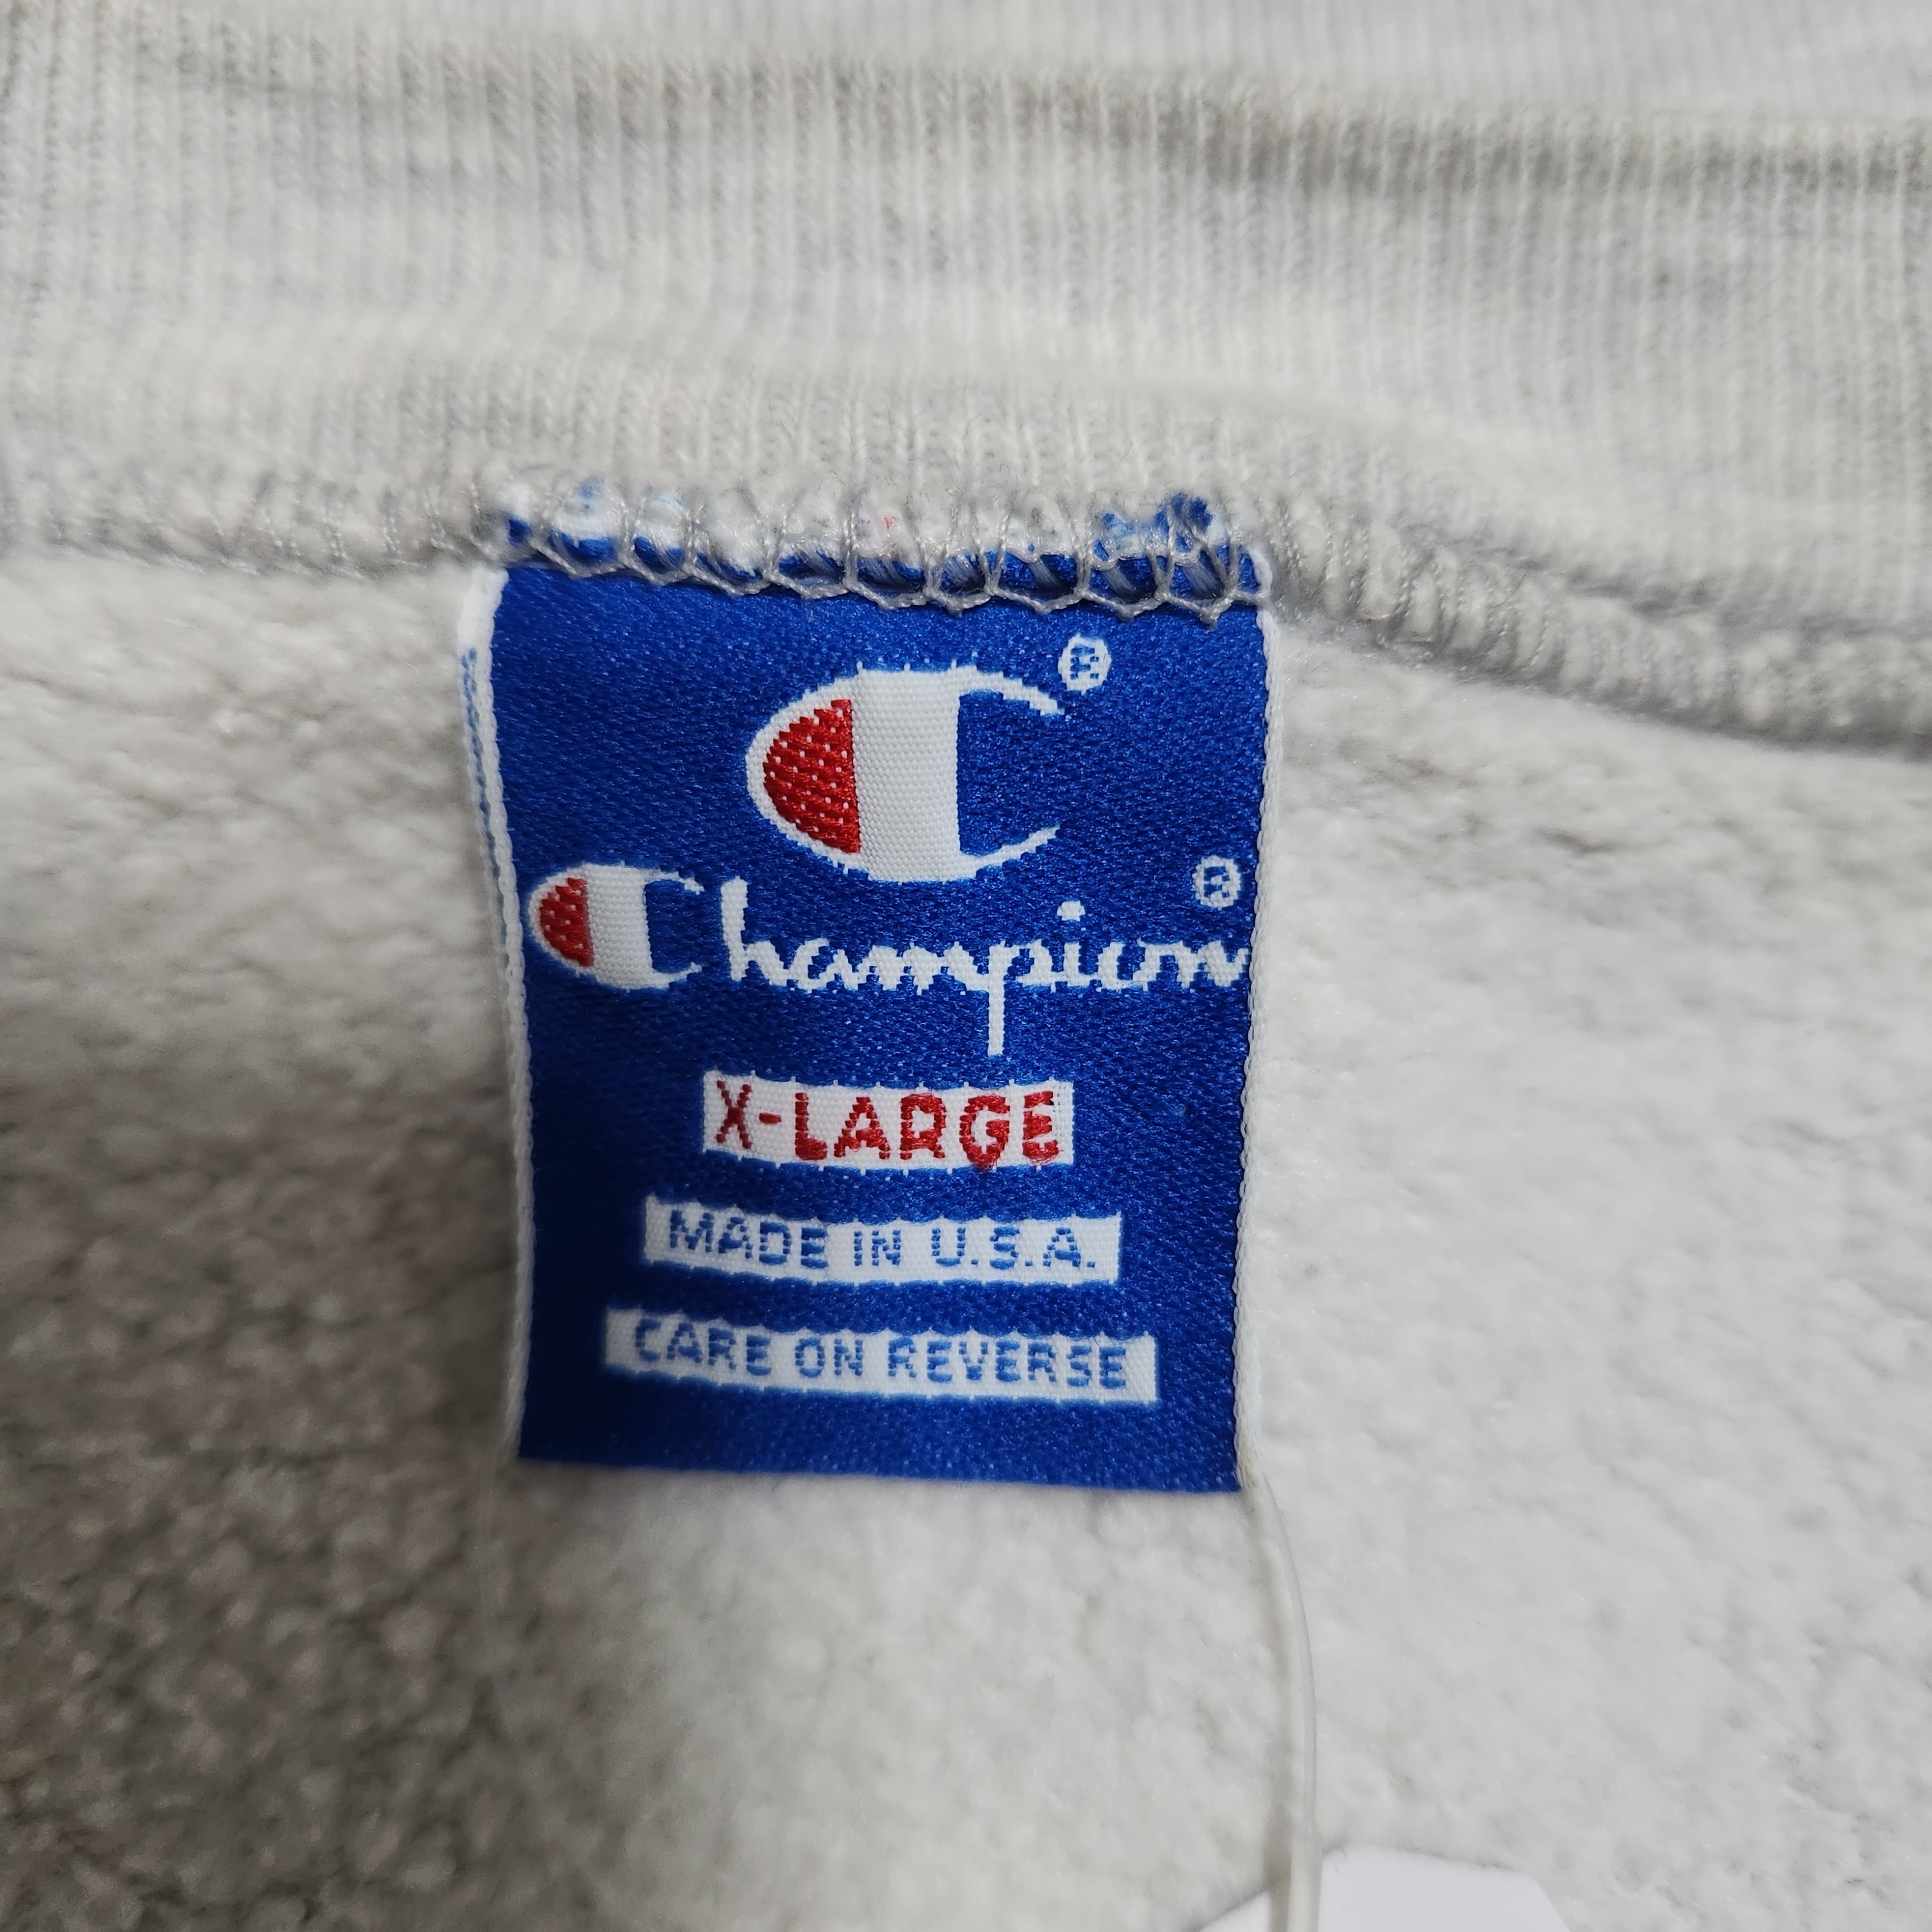 C®
Champion®
X-LARGE
MADE IN U.S.A.
CARE ON REVERSE